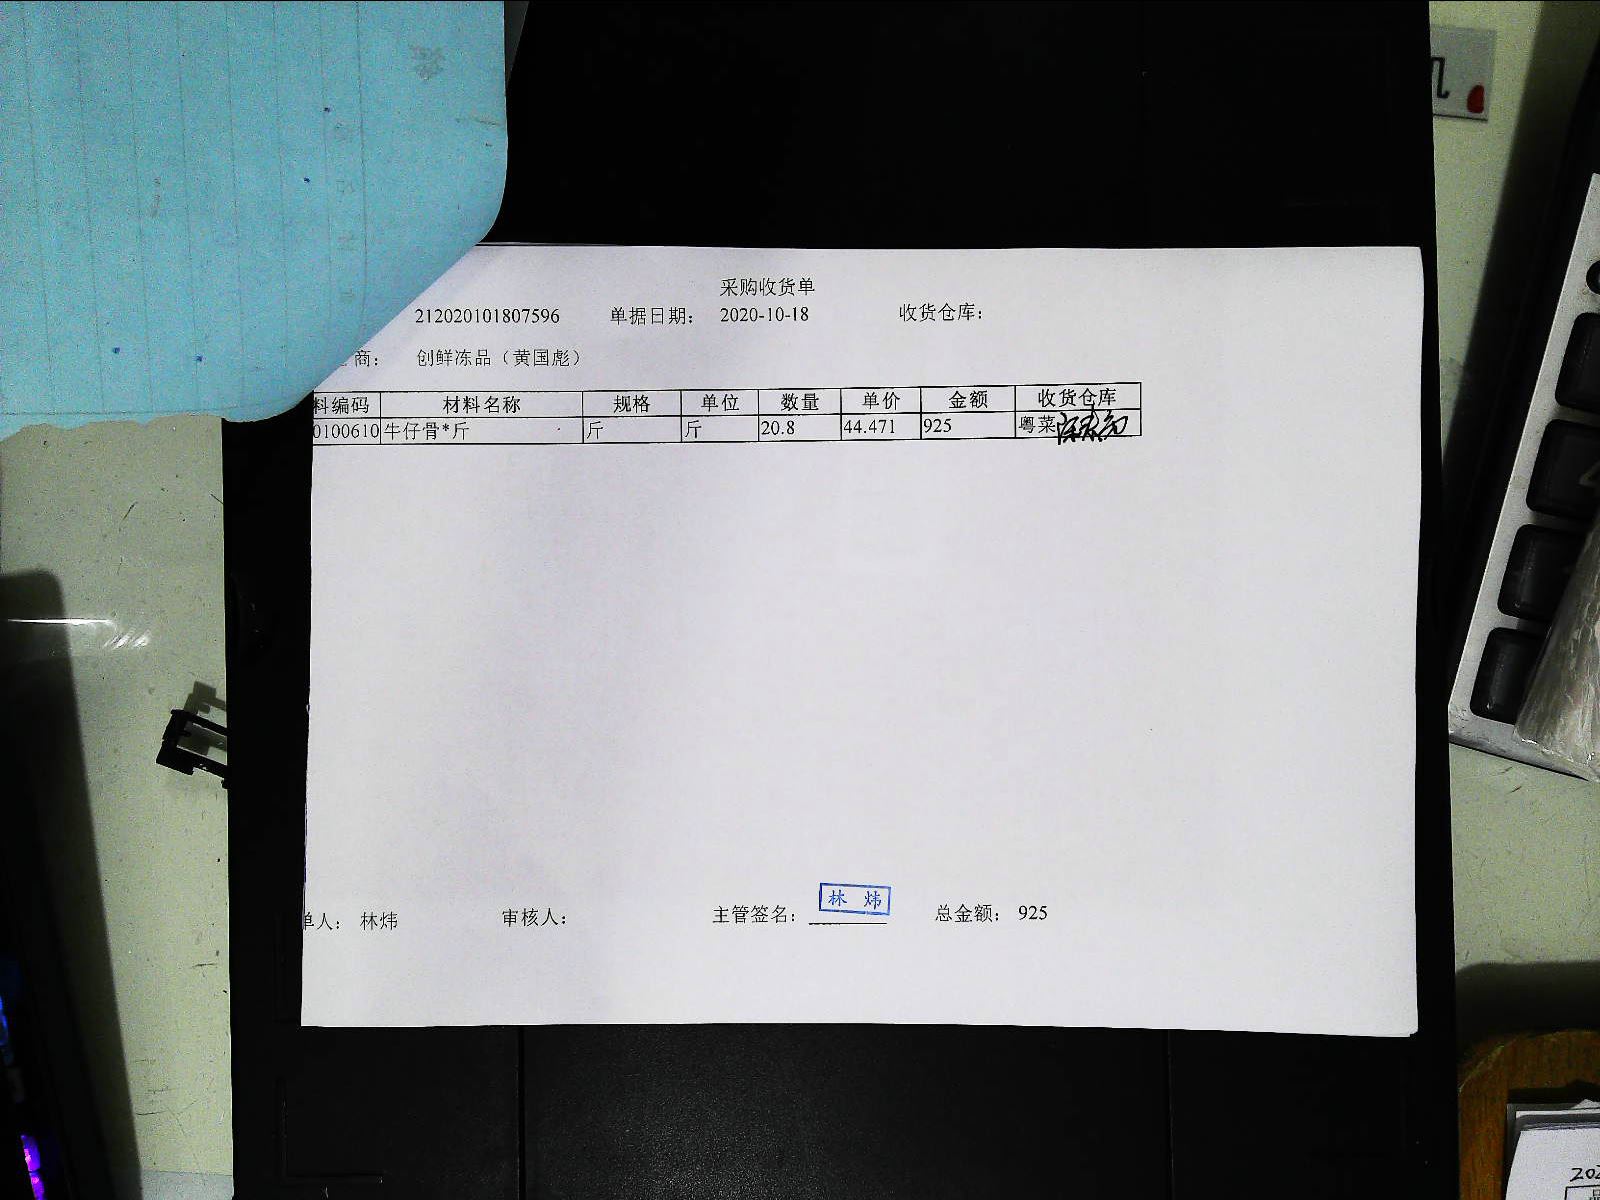 采购收货单
212020101807596 单据日期: 2020-10-18 收货仓库:
商: 创鲜冻品（黄国彪）
料编码 材料名称 规格 单位 数量 单价 金额 收货仓库
0100610 牛仔骨*斤 斤 斤 20.8 44.471 925 粤菜
单人: 林炜 审核人: 主管签名: 林 炜 总金额: 925